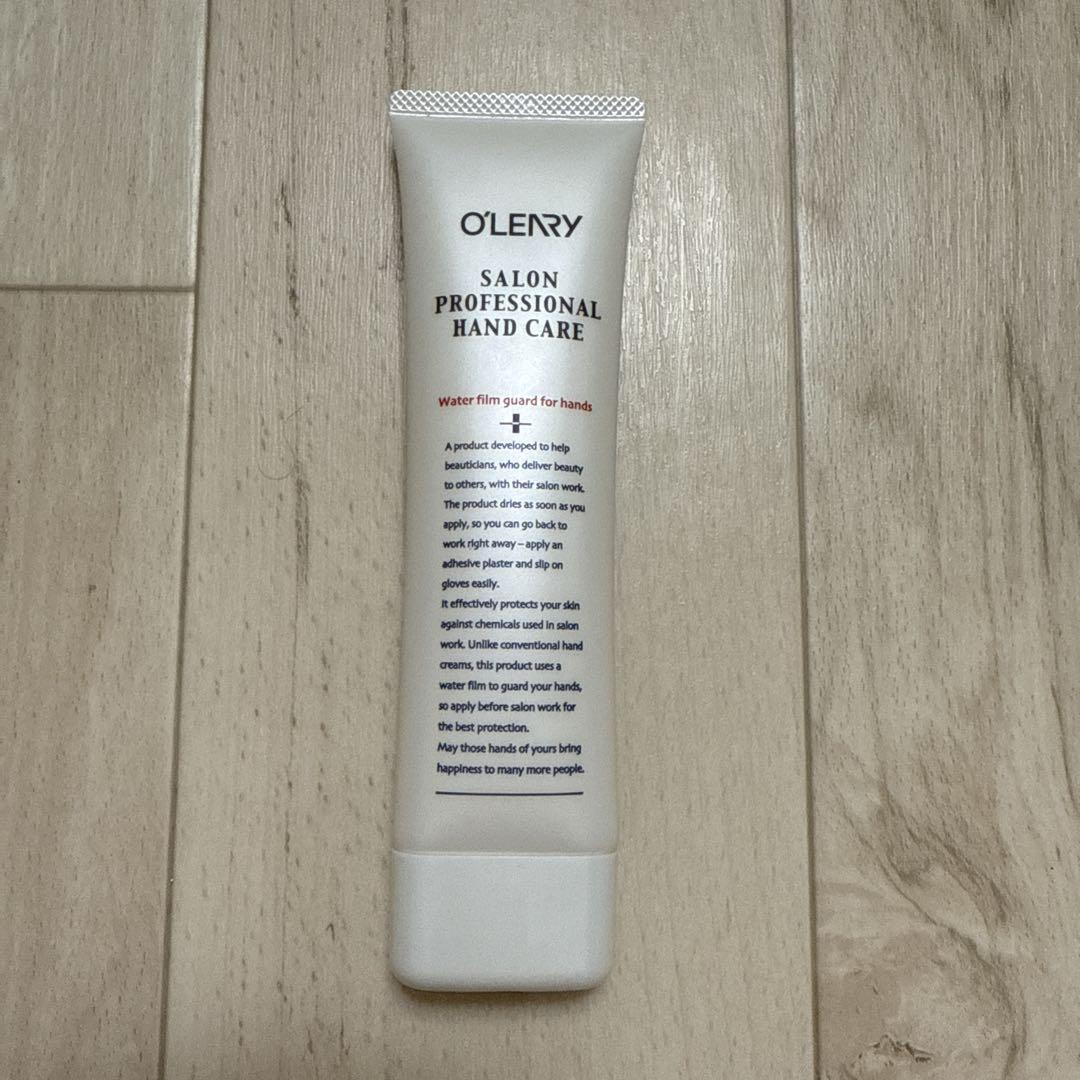 O'LEARY
SALON
PROFESSIONAL
HAND CARE
Water film guard for hands
A product developed to help
beauticians, who deliver beauty
to others, with their salon work.
The product dries as soon as you
apply, so you can go back to
work right away – apply an
adhesive plaster and slip on
gloves easily.
It effectively protects your skin
against chemicals used in salon
work. Unlike conventional hand
creams, this product uses a
water film to guard your hands,
so apply before salon work for
the best protection.
May those hands of yours bring
happiness to many more people.